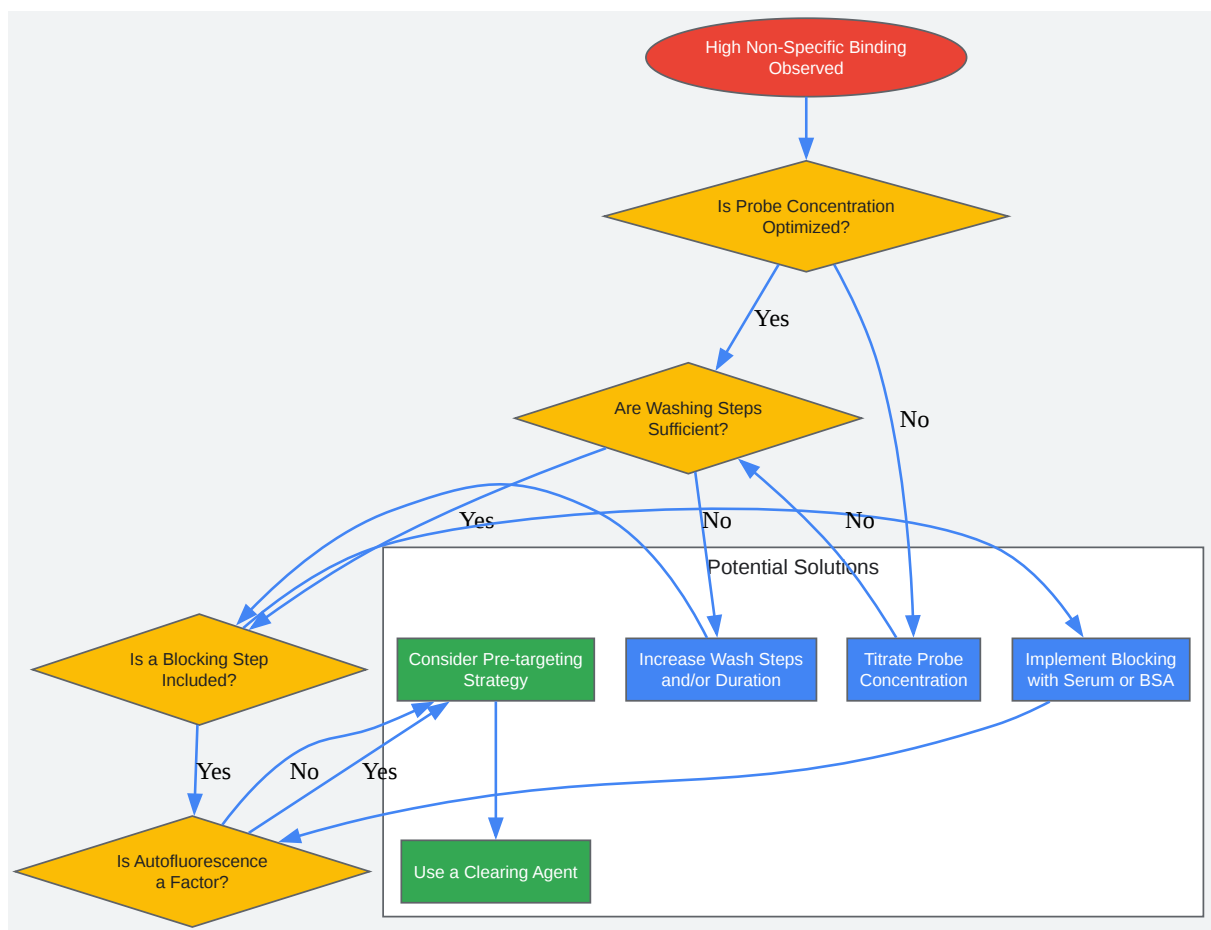 High Non-Specific Binding
Observed
Is Probe Concentration
Optimized?
Yes
No
Are Washing Steps
Sufficient?
Yes
No
No
Potential Solutions
Is a Blocking Step
Included?
Consider Pre-targeting
Strategy
Increase Wash Steps
and/or Duration
Titrate Probe
Concentration
Implement Blocking
with Serum or BSA
Yes
No
Yes
Is Autofluorescence
a Factor?
Use a Clearing Agent